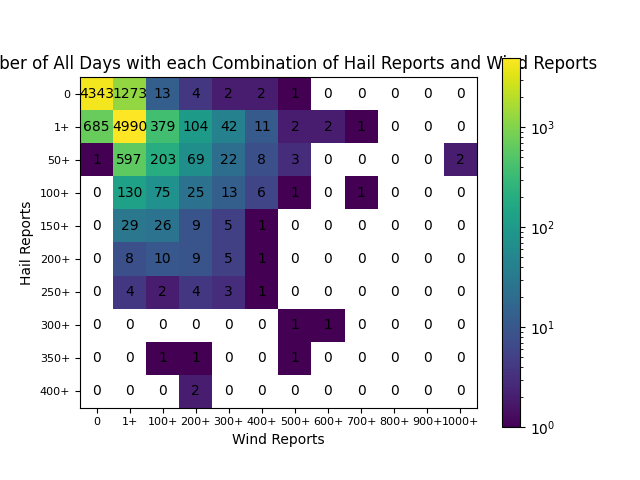 ber of All Days with each Combination of Hail Reports and Wind Reports
0 4343 1273 13 4 2 2 1 0 0 0 0 0
1+ 685 4990 379 104 42 11 2 2 1 0 0 0
50+ 1 597 203 69 22 8 3 0 0 0 0 2
100+ 0 130 75 25 13 6 1 0 1 0 0 0
150+ 0 29 26 9 5 1 0 0 0 0 0 0
200+ 0 8 10 9 5 1 0 0 0 0 0 0
250+ 0 4 2 4 3 1 0 0 0 0 0 0
300+ 0 0 0 0 0 0 1 1 0 0 0 0
350+ 0 0 1 1 0 0 1 0 0 0 0 0
400+ 0 0 0 2 0 0 0 0 0 0 0 0
0 1+ 100+ 200+ 300+ 400+ 500+ 600+ 700+ 800+ 900+ 1000+
Wind Reports
Hail Reports
10³
10²
10¹
10⁰